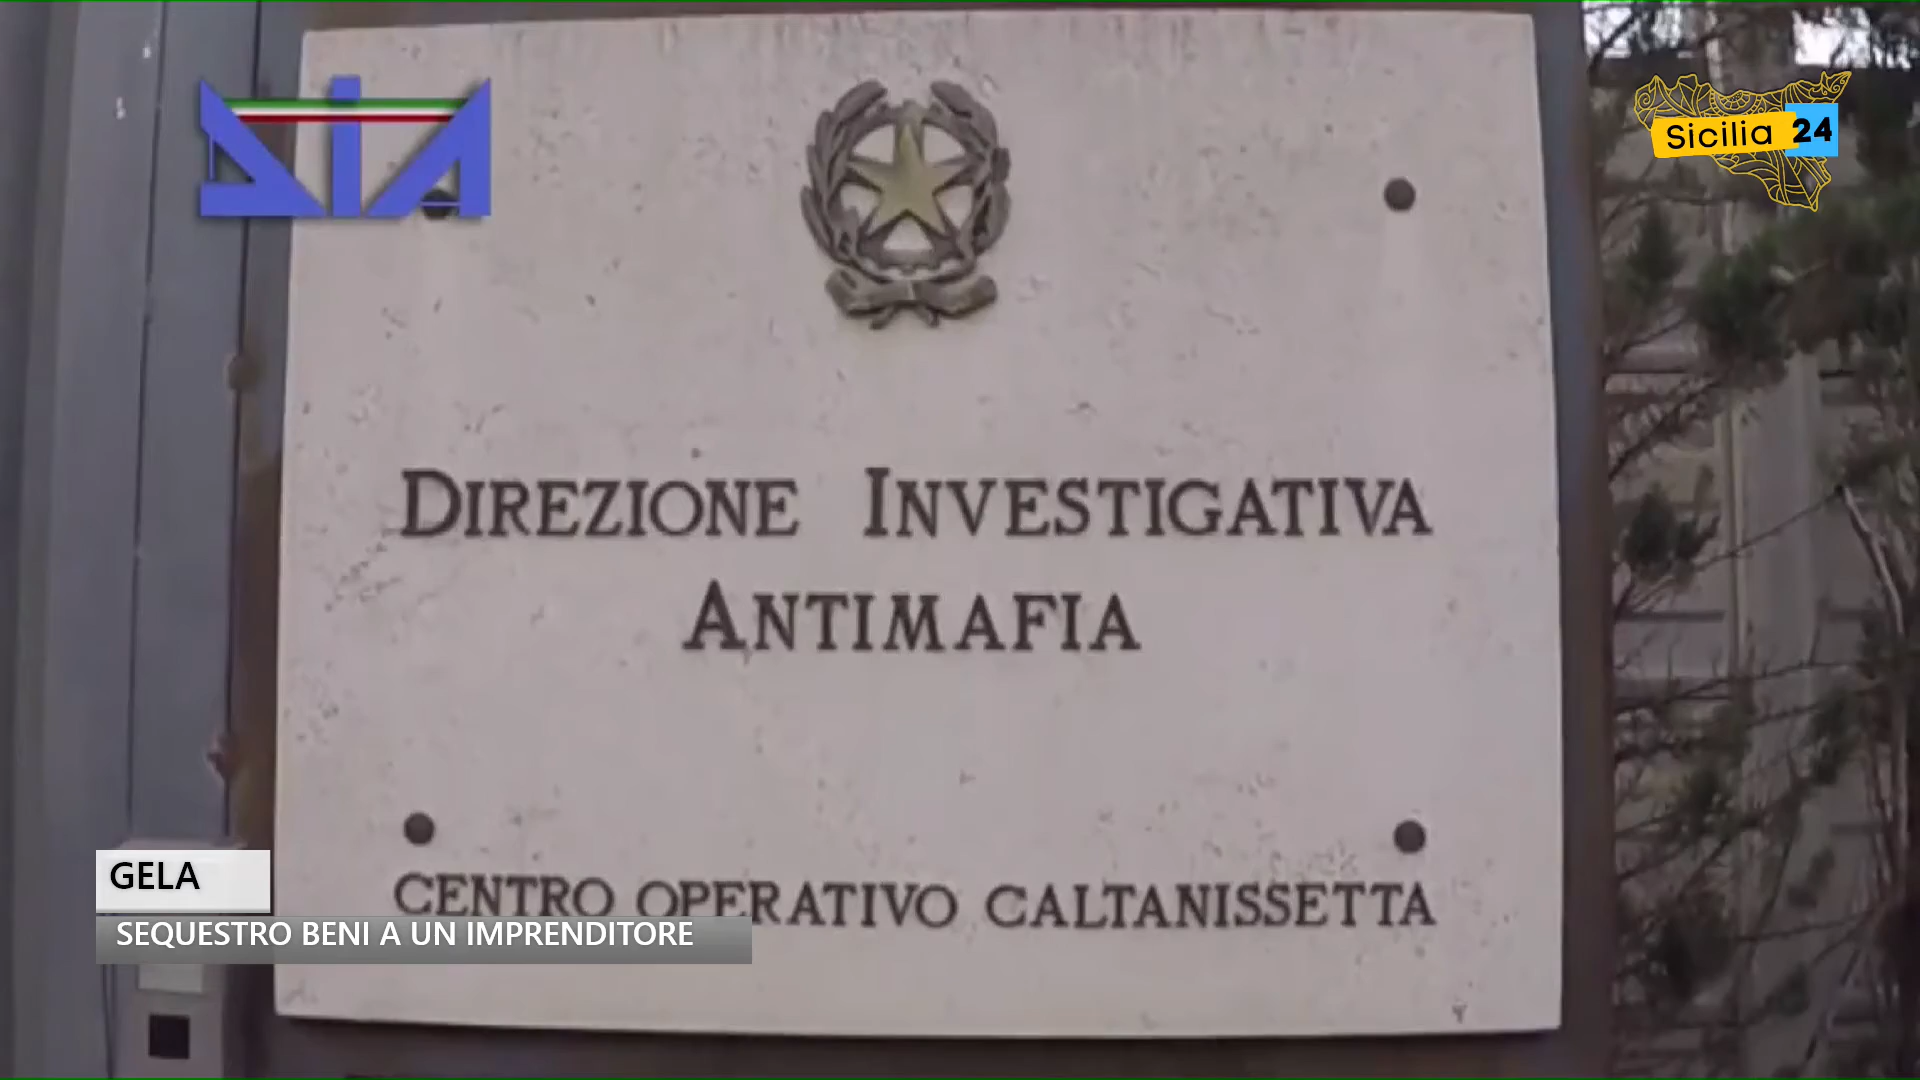 DIA
Sicilia 24
DIREZIONE INVESTIGATIVA
ANTIMAFIA
CENTRO OPERATIVO CALTANISSETTA
GELA
SEQUESTRO BENI A UN IMPRENDITORE